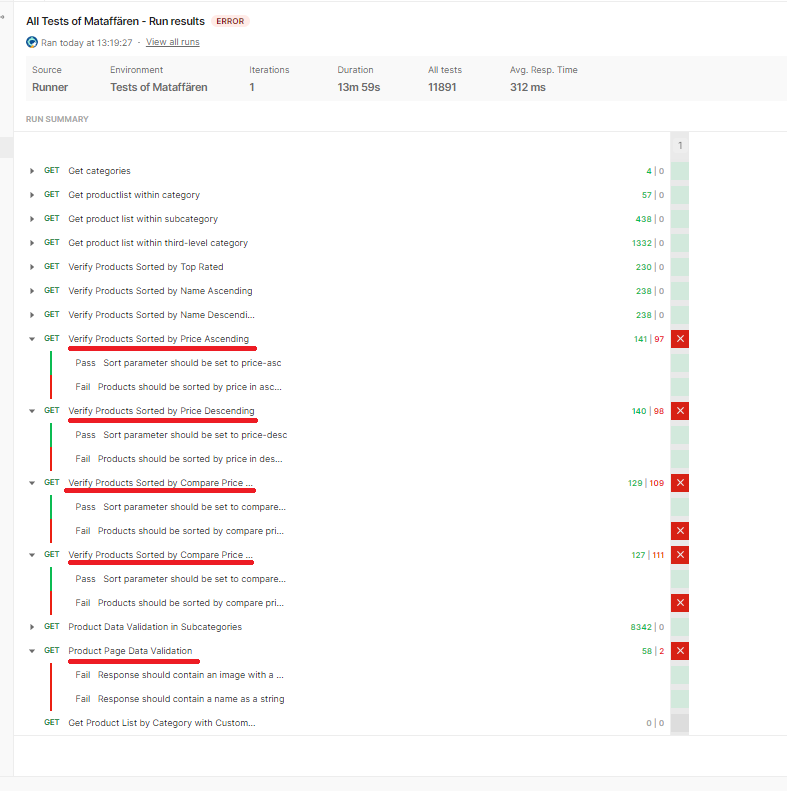 All Tests of Mataffären - Run results ERROR
Ran today at 13:19:27 · View all runs
Source Environment Iterations Duration All tests Avg. Resp. Time
Runner Tests of Mataffären 1 13m 59s 11891 312 ms
RUN SUMMARY
1
GET Get categories 4 | 0
GET Get productlist within category 57 | 0
GET Get product list within subcategory 438 | 0
GET Get product list within third-level category 1332 | 0
GET Verify Products Sorted by Top Rated 230 | 0
GET Verify Products Sorted by Name Ascending 238 | 0
GET Verify Products Sorted by Name Descendi... 238 | 0
GET Verify Products Sorted by Price Ascending 141 | 97
Pass Sort parameter should be set to price-asc
Fail Products should be sorted by price in asc...
GET Verify Products Sorted by Price Descending 140 | 98
Pass Sort parameter should be set to price-desc
Fail Products should be sorted by price in des...
GET Verify Products Sorted by Compare Price ... 129 | 109
Pass Sort parameter should be set to compare...
Fail Products should be sorted by compare pri...
GET Verify Products Sorted by Compare Price ... 127 | 111
Pass Sort parameter should be set to compare...
Fail Products should be sorted by compare pri...
GET Product Data Validation in Subcategories 8342 | 0
GET Product Page Data Validation 58 | 2
Fail Response should contain an image with a ...
Fail Response should contain a name as a string
GET Get Product List by Category with Custom... 0 | 0